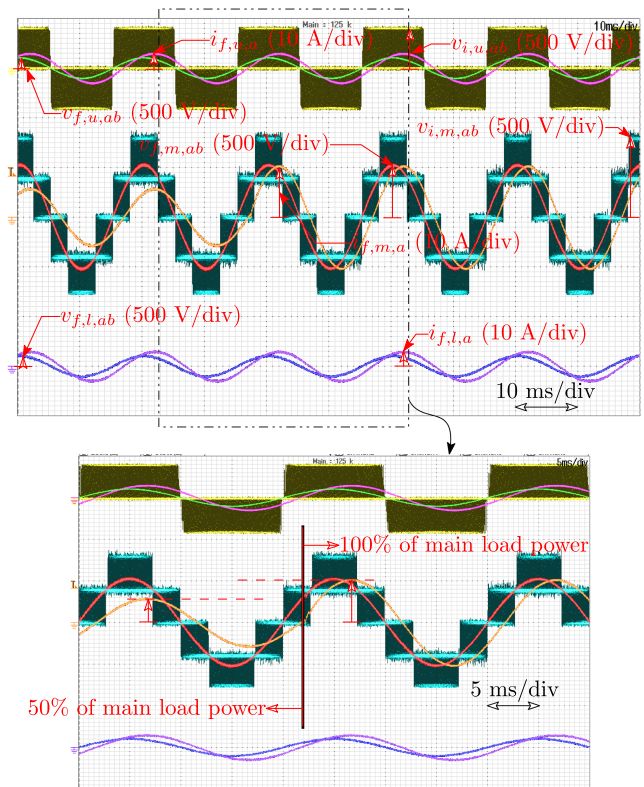 Main : 125 k
10ms/div
i_{f,u,a} (10 A/div)
v_{i,u,ab} (500 V/div)
v_{f,u,ab} (500 V/div)
v_{i,m,ab} (500 V/div)
v_{f,m,ab} (500 V/div)
i_{f,m,a} (10 A/div)
v_{f,l,ab} (500 V/div)
i_{f,l,a} (10 A/div)
10 ms/div
Main : 125 k
5ms/div
100% of main load power
5 ms/div
50% of main load power